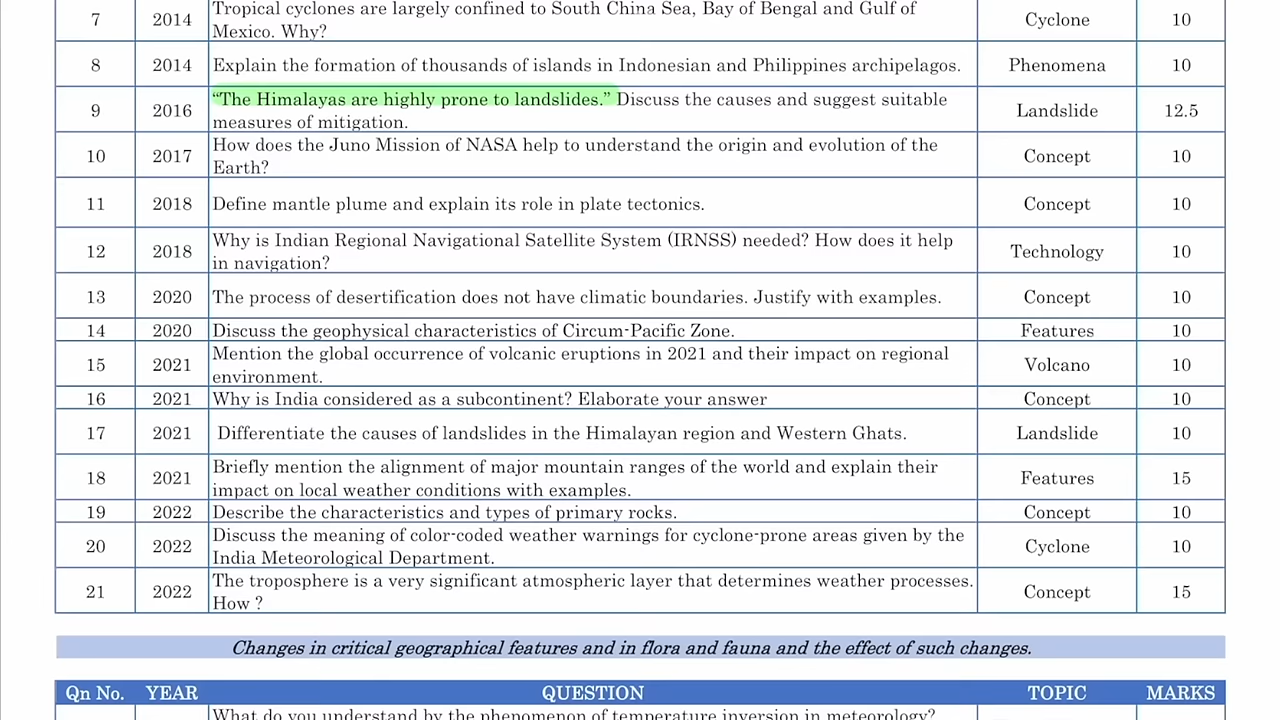 7 2014 Tropical cyclones are largely confined to South China Sea, Bay of Bengal and Gulf of Cyclone 10
Mexico. Why?
8 2014 Explain the formation of thousands of islands in Indonesian and Philippines archipelagos. Phenomena 10
9 2016 “The Himalayas are highly prone to landslides.” Discuss the causes and suggest suitable Landslide 12.5
measures of mitigation.
10 2017 How does the Juno Mission of NASA help to understand the origin and evolution of the Concept 10
Earth?
11 2018 Define mantle plume and explain its role in plate tectonics. Concept 10
12 2018 Why is Indian Regional Navigational Satellite System (IRNSS) needed? How does it help Technology 10
in navigation?
13 2020 The process of desertification does not have climatic boundaries. Justify with examples. Concept 10
14 2020 Discuss the geophysical characteristics of Circum-Pacific Zone. Features 10
15 2021 Mention the global occurrence of volcanic eruptions in 2021 and their impact on regional Volcano 10
environment.
16 2021 Why is India considered as a subcontinent? Elaborate your answer Concept 10
17 2021 Differentiate the causes of landslides in the Himalayan region and Western Ghats. Landslide 10
18 2021 Briefly mention the alignment of major mountain ranges of the world and explain their Features 15
impact on local weather conditions with examples.
19 2022 Describe the characteristics and types of primary rocks. Concept 10
20 2022 Discuss the meaning of color-coded weather warnings for cyclone-prone areas given by the Cyclone 10
India Meteorological Department.
21 2022 The troposphere is a very significant atmospheric layer that determines weather processes. Concept 15
How ?
Changes in critical geographical features and in flora and fauna and the effect of such changes.
Qn No. YEAR QUESTION TOPIC MARKS
What do you understand by the phenomenon of temperature inversion in meteorology?